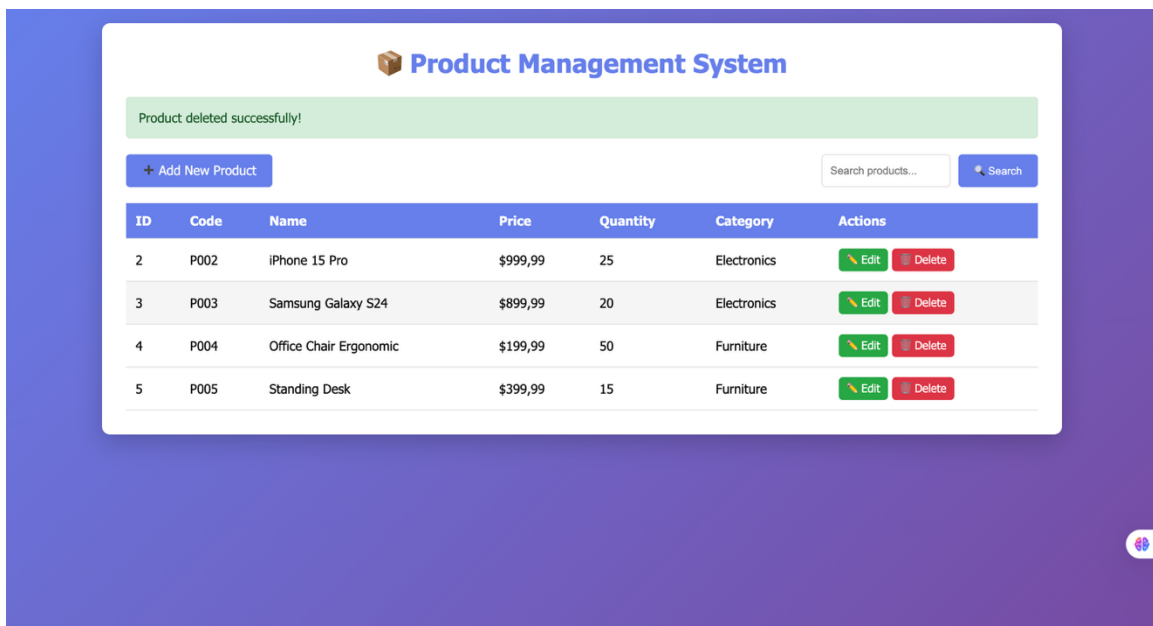 📦 Product Management System
Product deleted successfully!
➕ Add New Product
Search products...
🔍 Search
ID Code Name Price Quantity Category Actions
2 P002 iPhone 15 Pro $999,99 25 Electronics ✏️ Edit 🗑️ Delete
3 P003 Samsung Galaxy S24 $899,99 20 Electronics ✏️ Edit 🗑️ Delete
4 P004 Office Chair Ergonomic $199,99 50 Furniture ✏️ Edit 🗑️ Delete
5 P005 Standing Desk $399,99 15 Furniture ✏️ Edit 🗑️ Delete